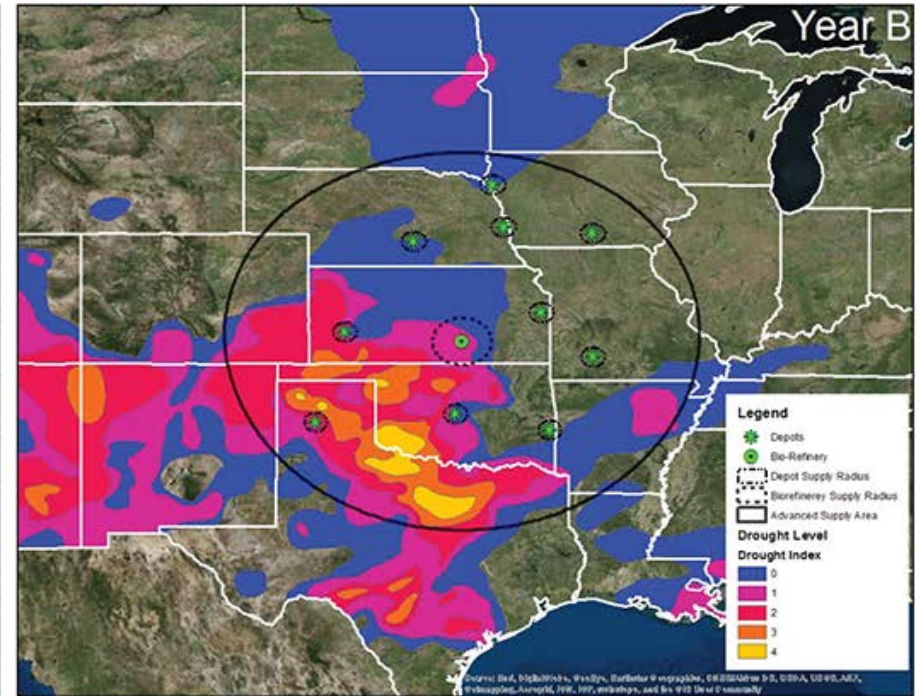 Year B
Legend
Depots
Bio-Refinery
Depot Supply Radius
Biorefinerey Supply Radius
Advanced Supply Area
Drought Level
Drought Index
0
1
2
3
4